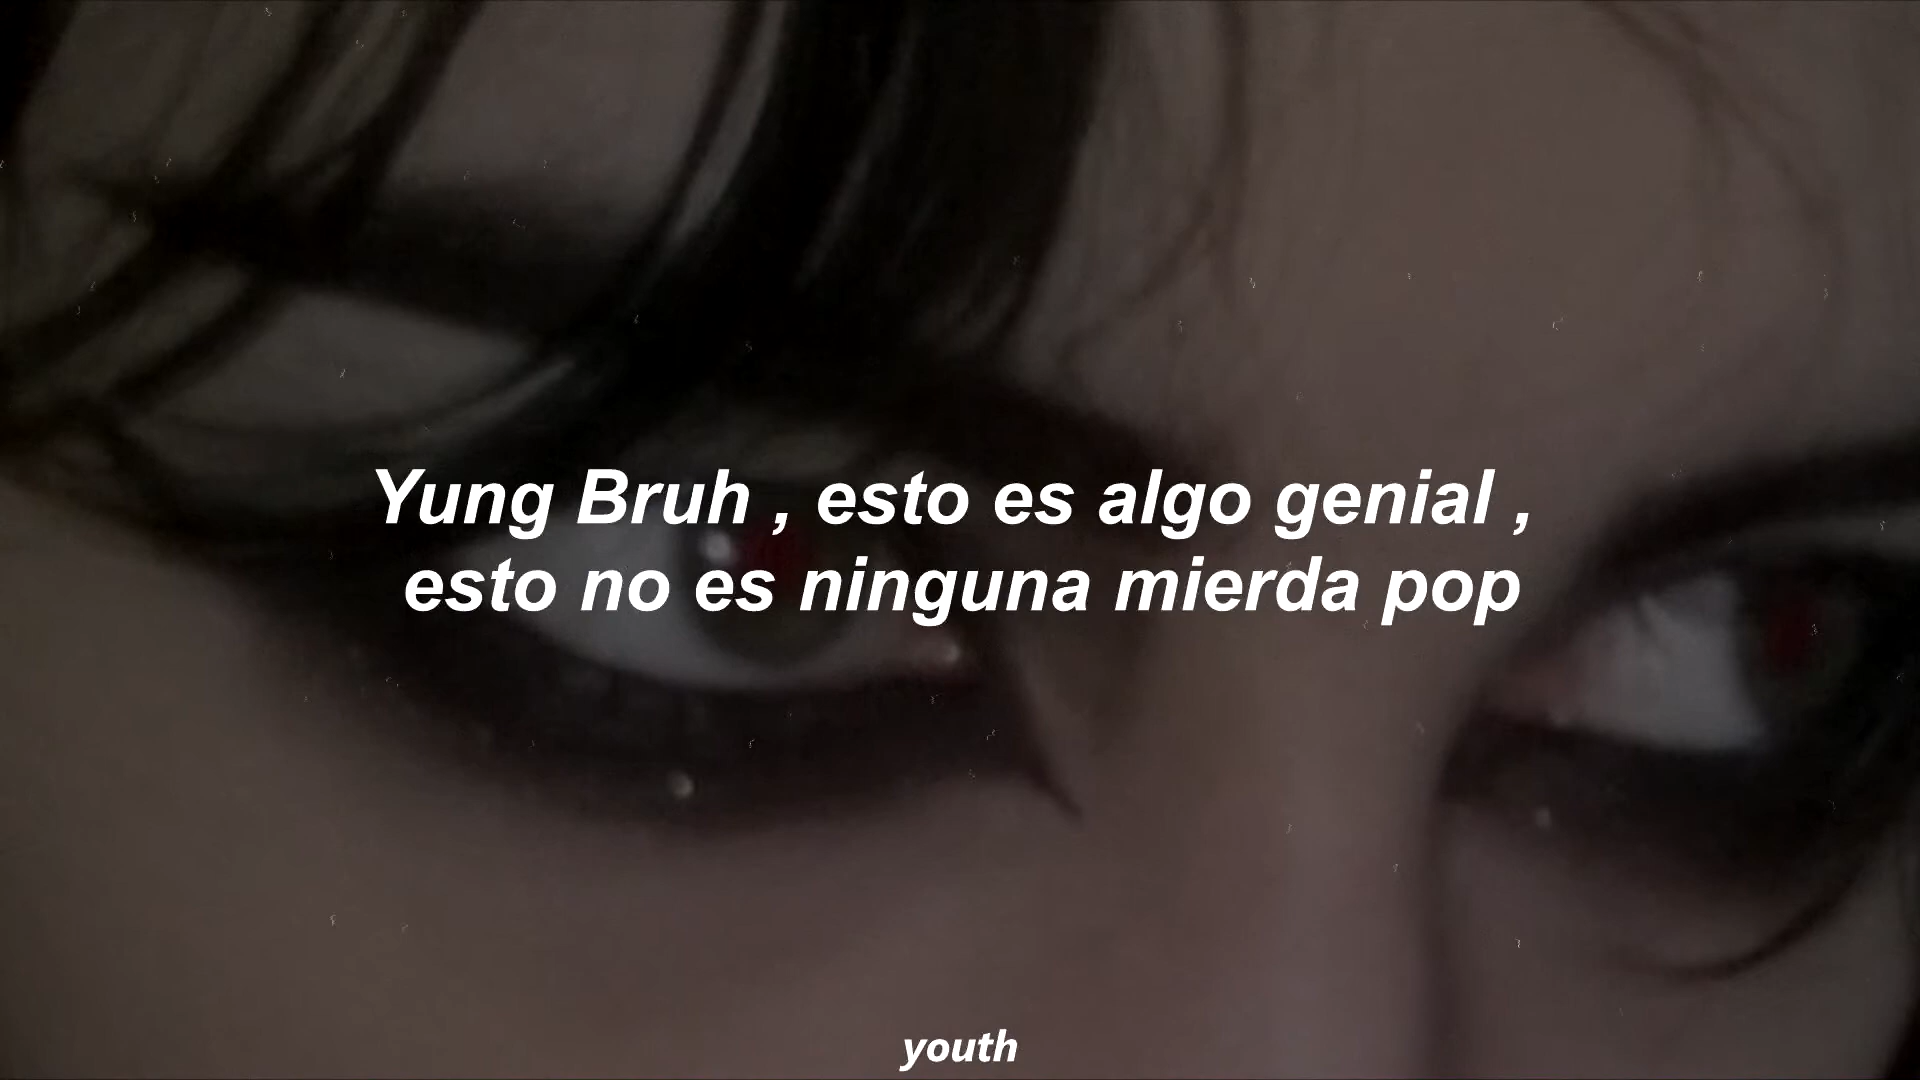 Yung Bruh , esto es algo genial ,
esto no es ninguna mierda pop
youth